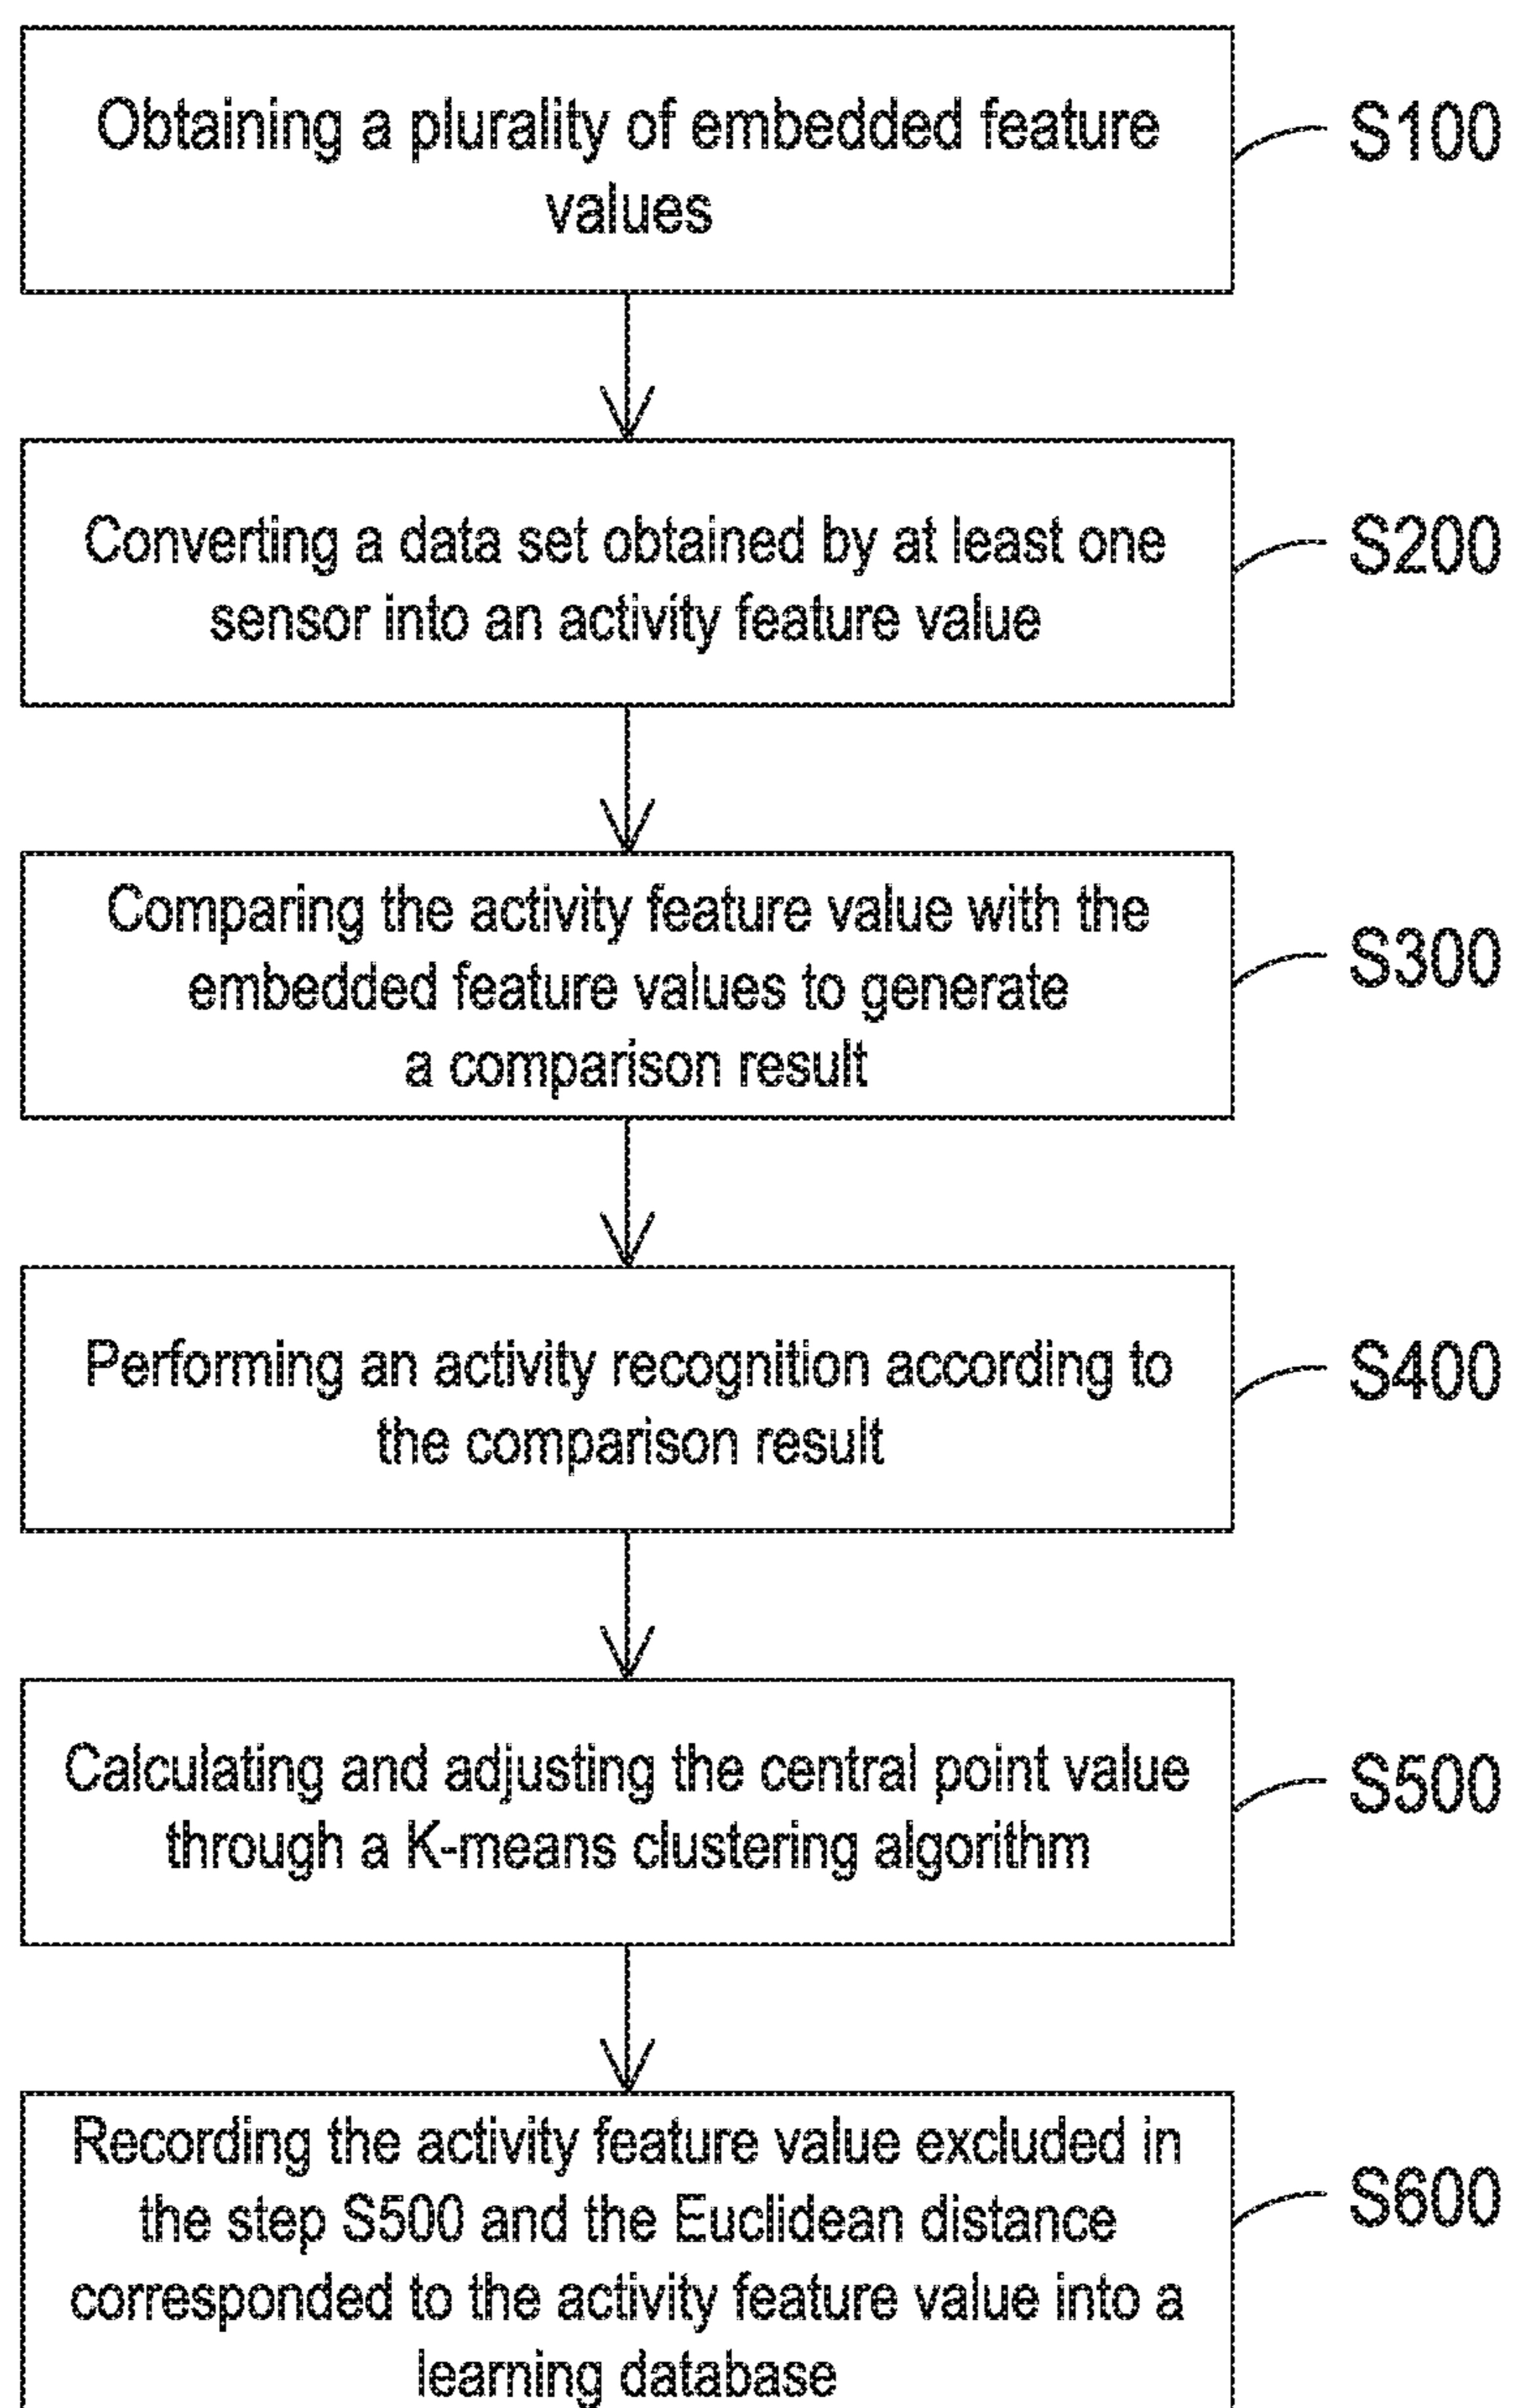 Obtaining a plurality of embedded feature
values
S100
Converting a data set obtained by at least one
sensor into an activity feature value
S200
Comparing the activity feature value with the
embedded feature values to generate
a comparison result
S300
Performing an activity recognition according to
the comparison result
S400
Calculating and adjusting the central point value
through a K-means clustering algorithm
S500
Recording the activity feature value excluded in
the step S500 and the Euclidean distance
corresponded to the activity feature value into a
learning database
S600